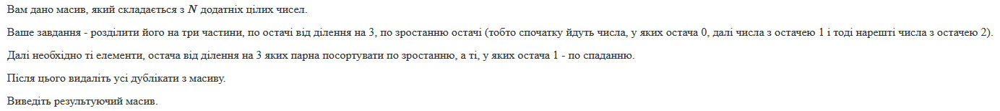 Вам дано масив, який складається з N додатніх цілих чисел.
Ваше завдання - розділити його на три частини, по остачі від ділення на 3, по зростанню остачі (тобто спочатку йдуть числа, у яких остача 0, далі числа з остачею 1 і тоді нарешті числа з остачею 2).
Далі необхідно ті елементи, остача від ділення на 3 яких парна посортувати по зростанню, а ті, у яких остача 1 - по спаданню.
Після цього видаліть усі дублікати з масиву.
Виведіть результуючий масив.